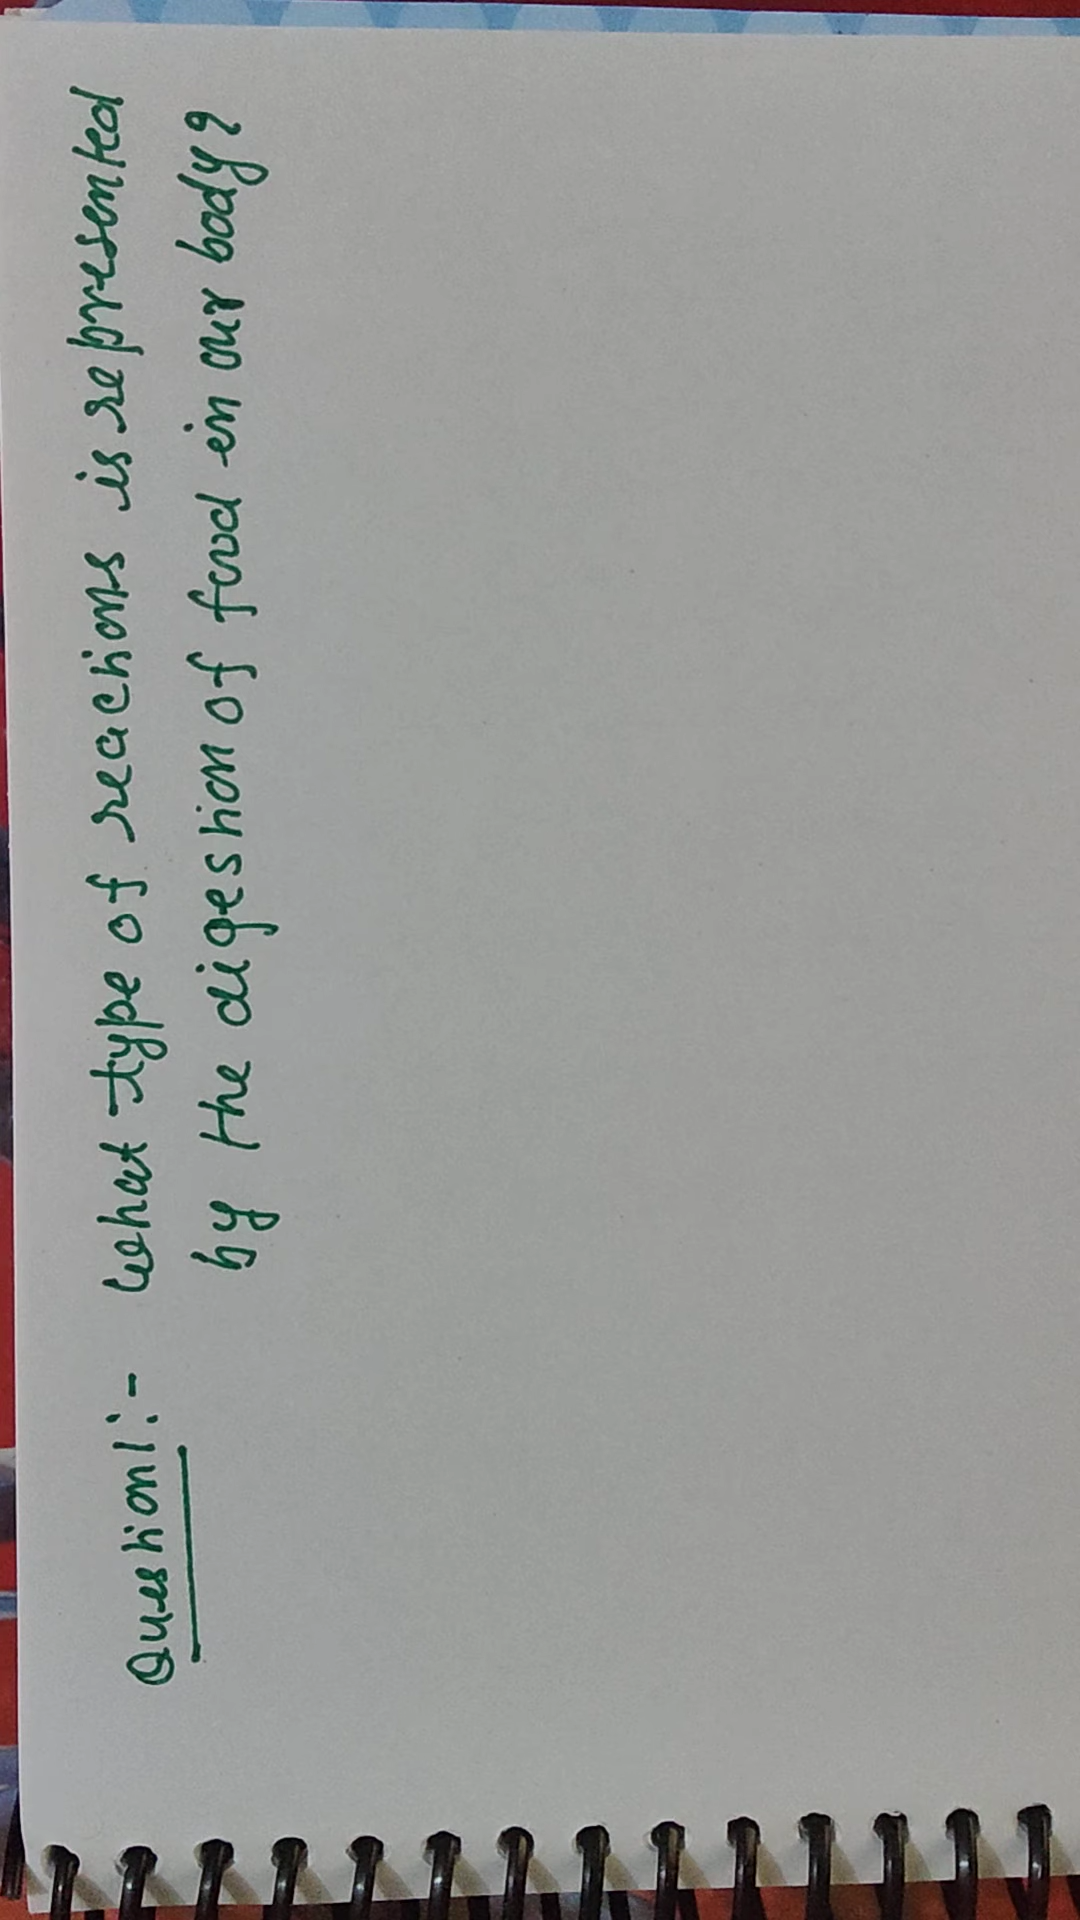 Question1:- What type of reactions is represented
by the digestion of food in our body?